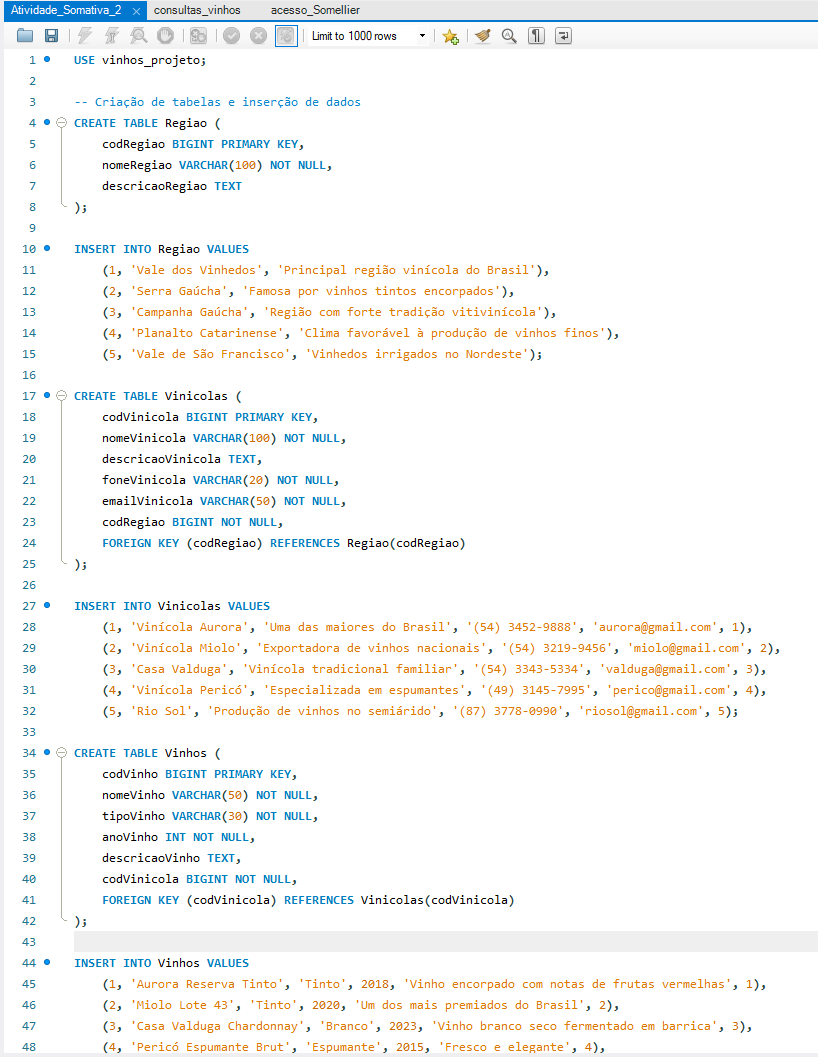 Atividade_Somativa_2 × consultas_vinhos acesso_Somellier
Limit to 1000 rows
1 USE vinhos_projeto;
2
3 -- Criação de tabelas e inserção de dados
4 CREATE TABLE Regiao (
5 codRegiao BIGINT PRIMARY KEY,
6 nomeRegiao VARCHAR(100) NOT NULL,
7 descricaoRegiao TEXT
8 );
9
10 INSERT INTO Regiao VALUES
11 (1, 'Vale dos Vinhedos', 'Principal região vinícola do Brasil'),
12 (2, 'Serra Gaúcha', 'Famosa por vinhos tintos encorpados'),
13 (3, 'Campanha Gaúcha', 'Região com forte tradição vitivinícola'),
14 (4, 'Planalto Catarinense', 'Clima favorável à produção de vinhos finos'),
15 (5, 'Vale de São Francisco', 'Vinhedos irrigados no Nordeste');
16
17 CREATE TABLE Vinicolas (
18 codVinicola BIGINT PRIMARY KEY,
19 nomeVinicola VARCHAR(100) NOT NULL,
20 descricaoVinicola TEXT,
21 foneVinicola VARCHAR(20) NOT NULL,
22 emailVinicola VARCHAR(50) NOT NULL,
23 codRegiao BIGINT NOT NULL,
24 FOREIGN KEY (codRegiao) REFERENCES Regiao(codRegiao)
25 );
26
27 INSERT INTO Vinicolas VALUES
28 (1, 'Vinícola Aurora', 'Uma das maiores do Brasil', '(54) 3452-9888', 'aurora@gmail.com', 1),
29 (2, 'Vinícola Miolo', 'Exportadora de vinhos nacionais', '(54) 3219-9456', 'miolo@gmail.com', 2),
30 (3, 'Casa Valduga', 'Vinícola tradicional familiar', '(54) 3343-5334', 'valduga@gmail.com', 3),
31 (4, 'Vinícola Pericó', 'Especializada em espumantes', '(49) 3145-7995', 'perico@gmail.com', 4),
32 (5, 'Rio Sol', 'Produção de vinhos no semiárido', '(87) 3778-0990', 'riosol@gmail.com', 5);
33
34 CREATE TABLE Vinhos (
35 codVinho BIGINT PRIMARY KEY,
36 nomeVinho VARCHAR(50) NOT NULL,
37 tipoVinho VARCHAR(30) NOT NULL,
38 anoVinho INT NOT NULL,
39 descricaoVinho TEXT,
40 codVinicola BIGINT NOT NULL,
41 FOREIGN KEY (codVinicola) REFERENCES Vinicolas(codVinicola)
42 );
43
44 INSERT INTO Vinhos VALUES
45 (1, 'Aurora Reserva Tinto', 'Tinto', 2018, 'Vinho encorpado com notas de frutas vermelhas', 1),
46 (2, 'Miolo Lote 43', 'Tinto', 2020, 'Um dos mais premiados do Brasil', 2),
47 (3, 'Casa Valduga Chardonnay', 'Branco', 2023, 'Vinho branco seco fermentado em barrica', 3),
48 (4, 'Pericó Espumante Brut', 'Espumante', 2015, 'Fresco e elegante', 4),